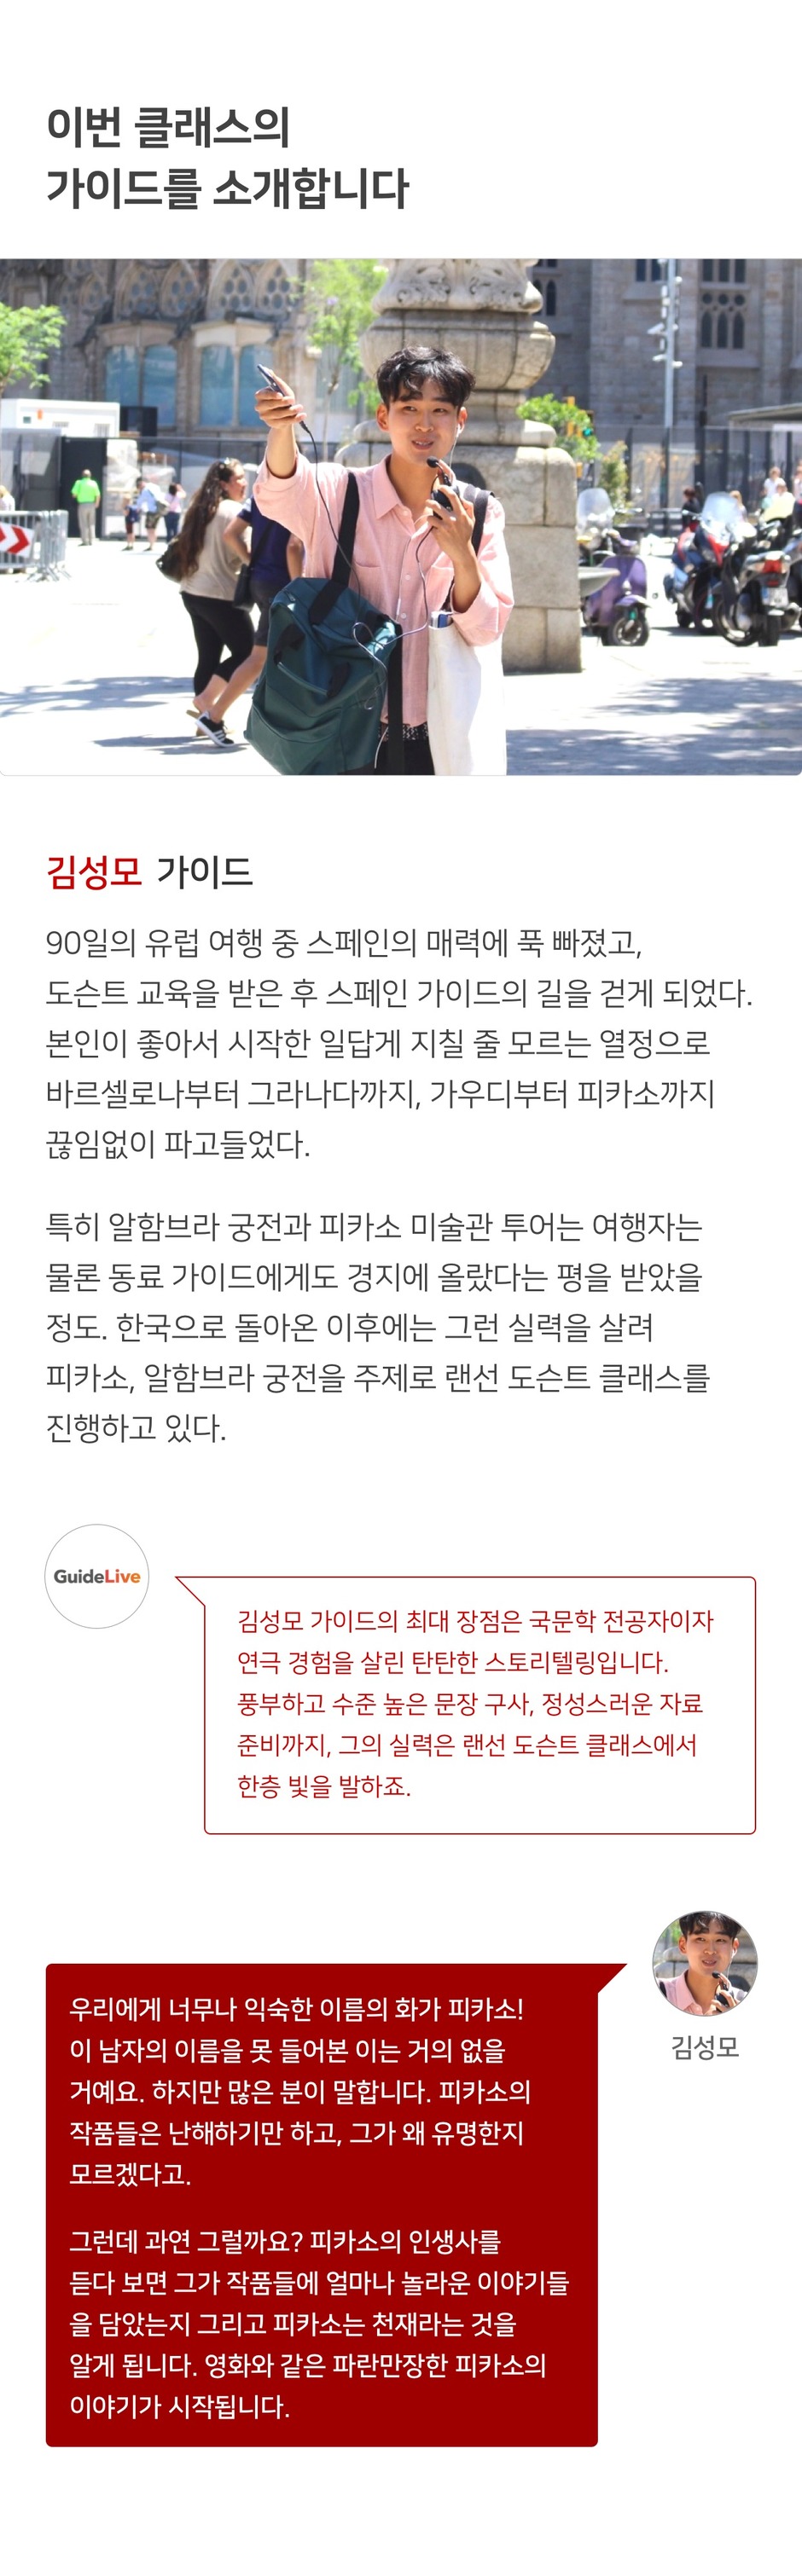 이번 클래스의
가이드를 소개합니다
김성모 가이드
90일의 유럽 여행 중 스페인의 매력에 푹 빠졌고,
도슨트 교육을 받은 후 스페인 가이드의 길을 걷게 되었다.
본인이 좋아서 시작한 일답게 지칠 줄 모르는 열정으로
바르셀로나부터 그라나다까지, 가우디부터 피카소까지
끊임없이 파고들었다.
특히 알함브라 궁전과 피카소 미술관 투어는 여행자는
물론 동료 가이드에게도 경지에 올랐다는 평을 받았을
정도. 한국으로 돌아온 이후에는 그런 실력을 살려
피카소, 알함브라 궁전을 주제로 랜선 도슨트 클래스를
진행하고 있다.
GuideLive
김성모 가이드의 최대 장점은 국문학 전공자이자
연극 경험을 살린 탄탄한 스토리텔링입니다.
풍부하고 수준 높은 문장 구사, 정성스러운 자료
준비까지, 그의 실력은 랜선 도슨트 클래스에서
한층 빛을 발하죠.
김성모
우리에게 너무나 익숙한 이름의 화가 피카소!
이 남자의 이름을 못 들어본 이는 거의 없을
거예요. 하지만 많은 분이 말합니다. 피카소의
작품들은 난해하기만 하고, 그가 왜 유명한지
모르겠다고.
그런데 과연 그럴까요? 피카소의 인생사를
듣다 보면 그가 작품들에 얼마나 놀라운 이야기들
을 담았는지 그리고 피카소는 천재라는 것을
알게 됩니다. 영화와 같은 파란만장한 피카소의
이야기가 시작됩니다.